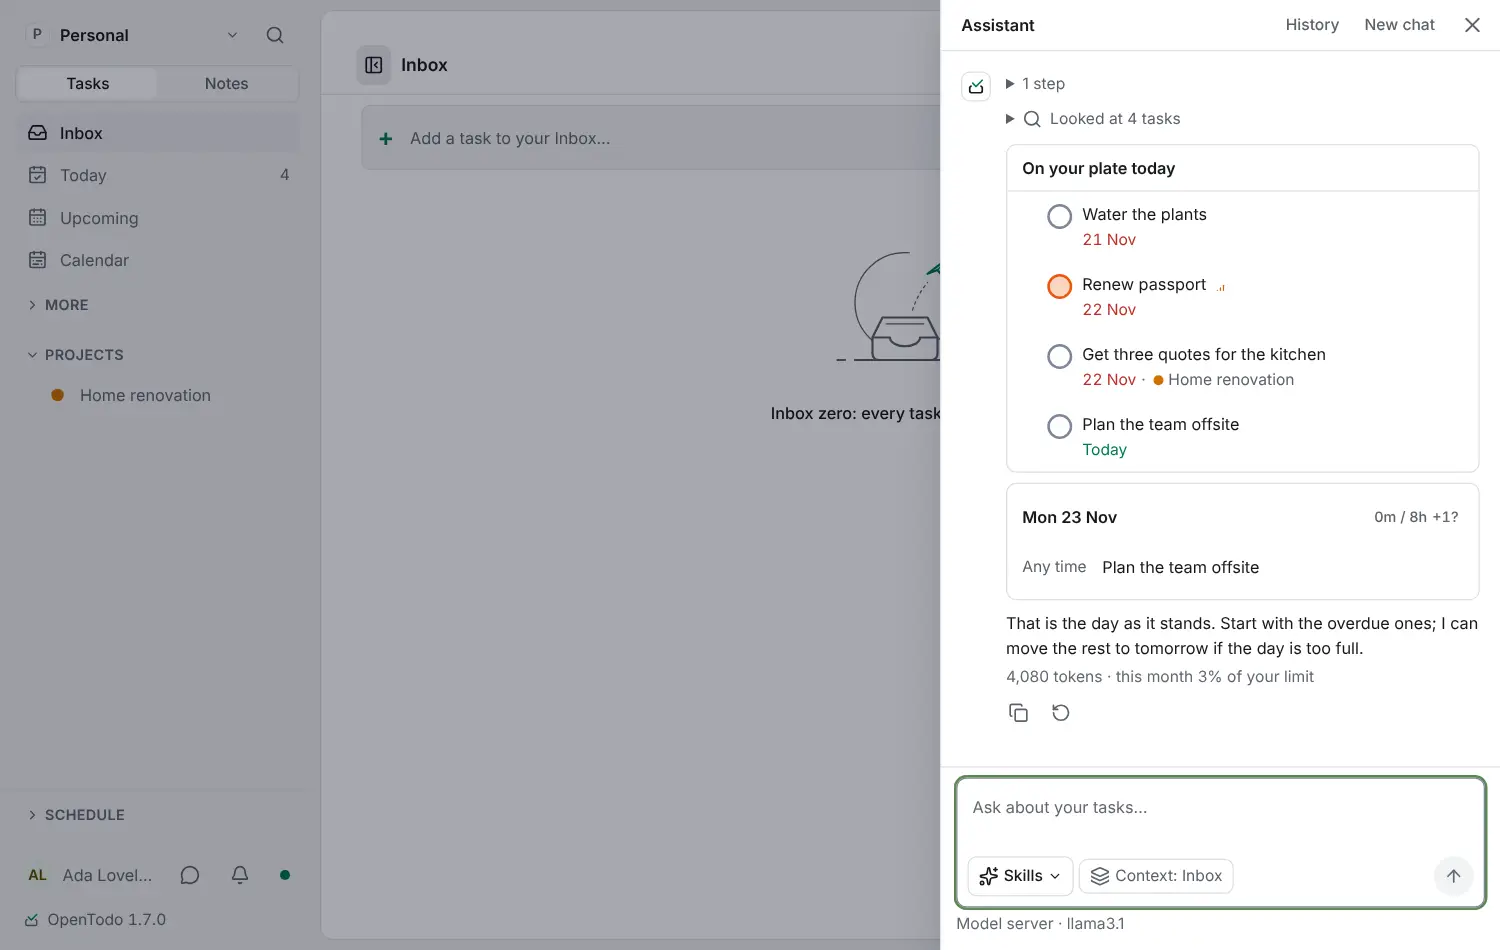 P Personal
Tasks Notes
Inbox
Today 4
Upcoming
Calendar
MORE
PROJECTS
Home renovation
SCHEDULE
AL Ada Lovel...
OpenTodo 1.7.0
Inbox
Add a task to your Inbox...
Inbox zero: every task
Assistant History New chat
1 step
Looked at 4 tasks
On your plate today
Water the plants
21 Nov
Renew passport
22 Nov
Get three quotes for the kitchen
22 Nov · Home renovation
Plan the team offsite
Today
Mon 23 Nov 0m / 8h +1?
Any time Plan the team offsite
That is the day as it stands. Start with the overdue ones; I can
move the rest to tomorrow if the day is too full.
4,080 tokens · this month 3% of your limit
Ask about your tasks...
Skills Context: Inbox
Model server · llama3.1